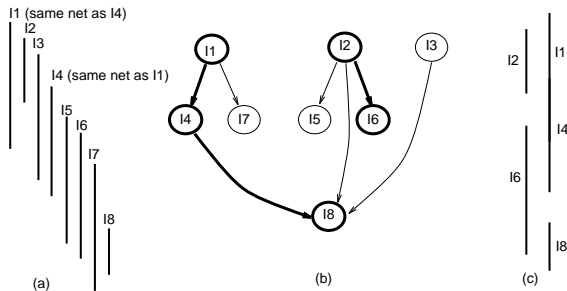 I1 (same net as I4)
I2
I3
I4 (same net as I1)
I5
I6
I7
I8
(a)
I1
I2
I3
I4
I7
I5
I6
I8
(b)
I2
I1
I4
I6
I8
(c)